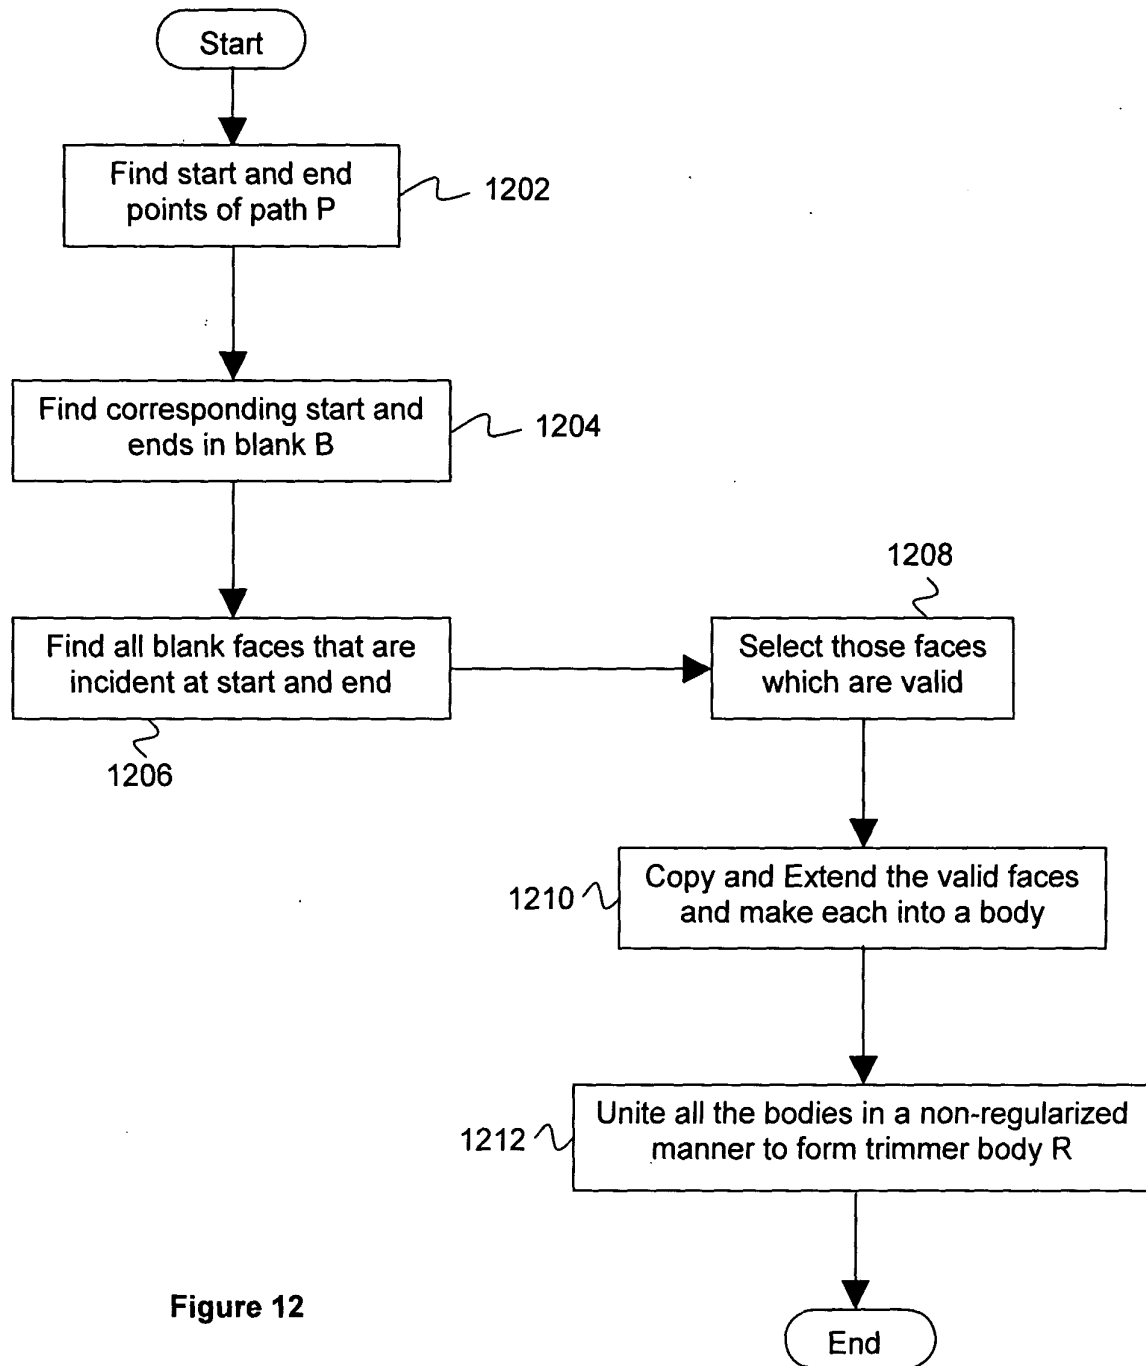 Start
Find start and end
points of path P
1202
Find corresponding start and
ends in blank B
1204
Find all blank faces that are
incident at start and end
1206
1208
Select those faces
which are valid
1210
Copy and Extend the valid faces
and make each into a body
1212
Unite all the bodies in a non-regularized
manner to form trimmer body R
End
Figure 12